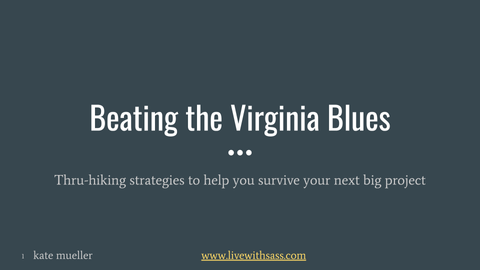 Beating the Virginia Blues
Thru-hiking strategies to help you survive your next big project
1 kate mueller www.livewithsass.com